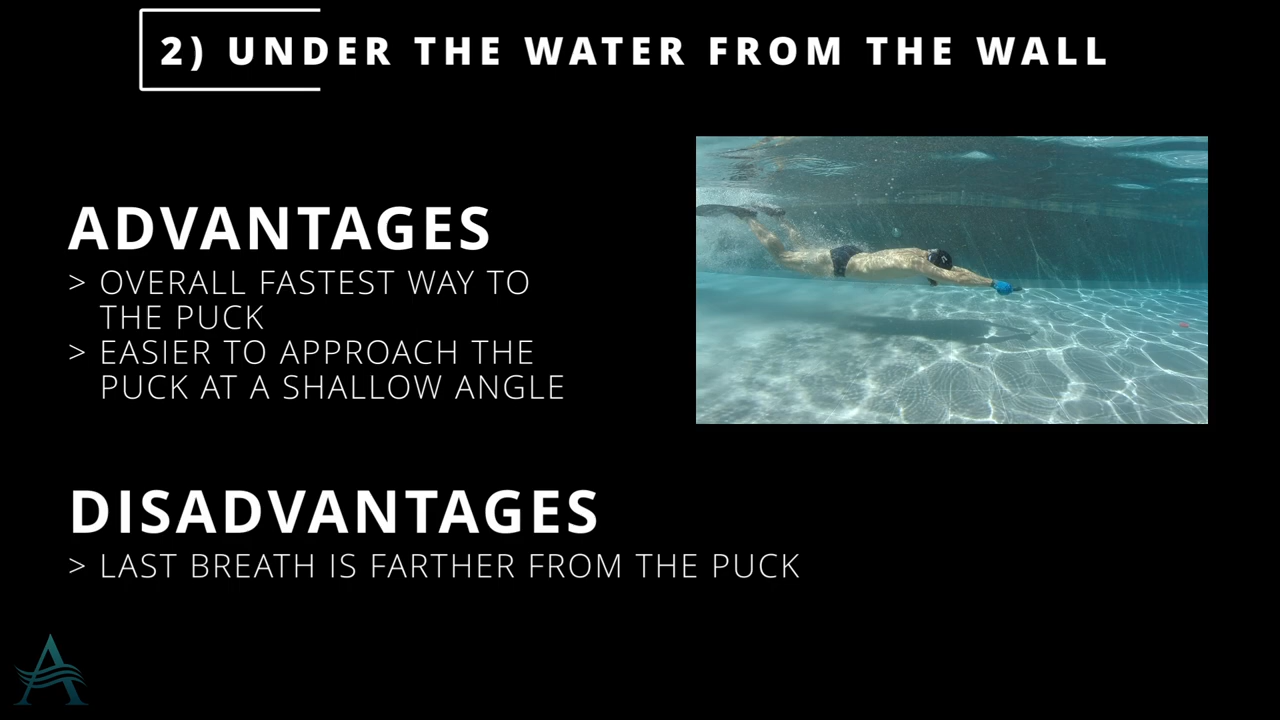 2) UNDER THE WATER FROM THE WALL
ADVANTAGES
> OVERALL FASTEST WAY TO
THE PUCK
> EASIER TO APPROACH THE
PUCK AT A SHALLOW ANGLE
DISADVANTAGES
> LAST BREATH IS FARTHER FROM THE PUCK
A